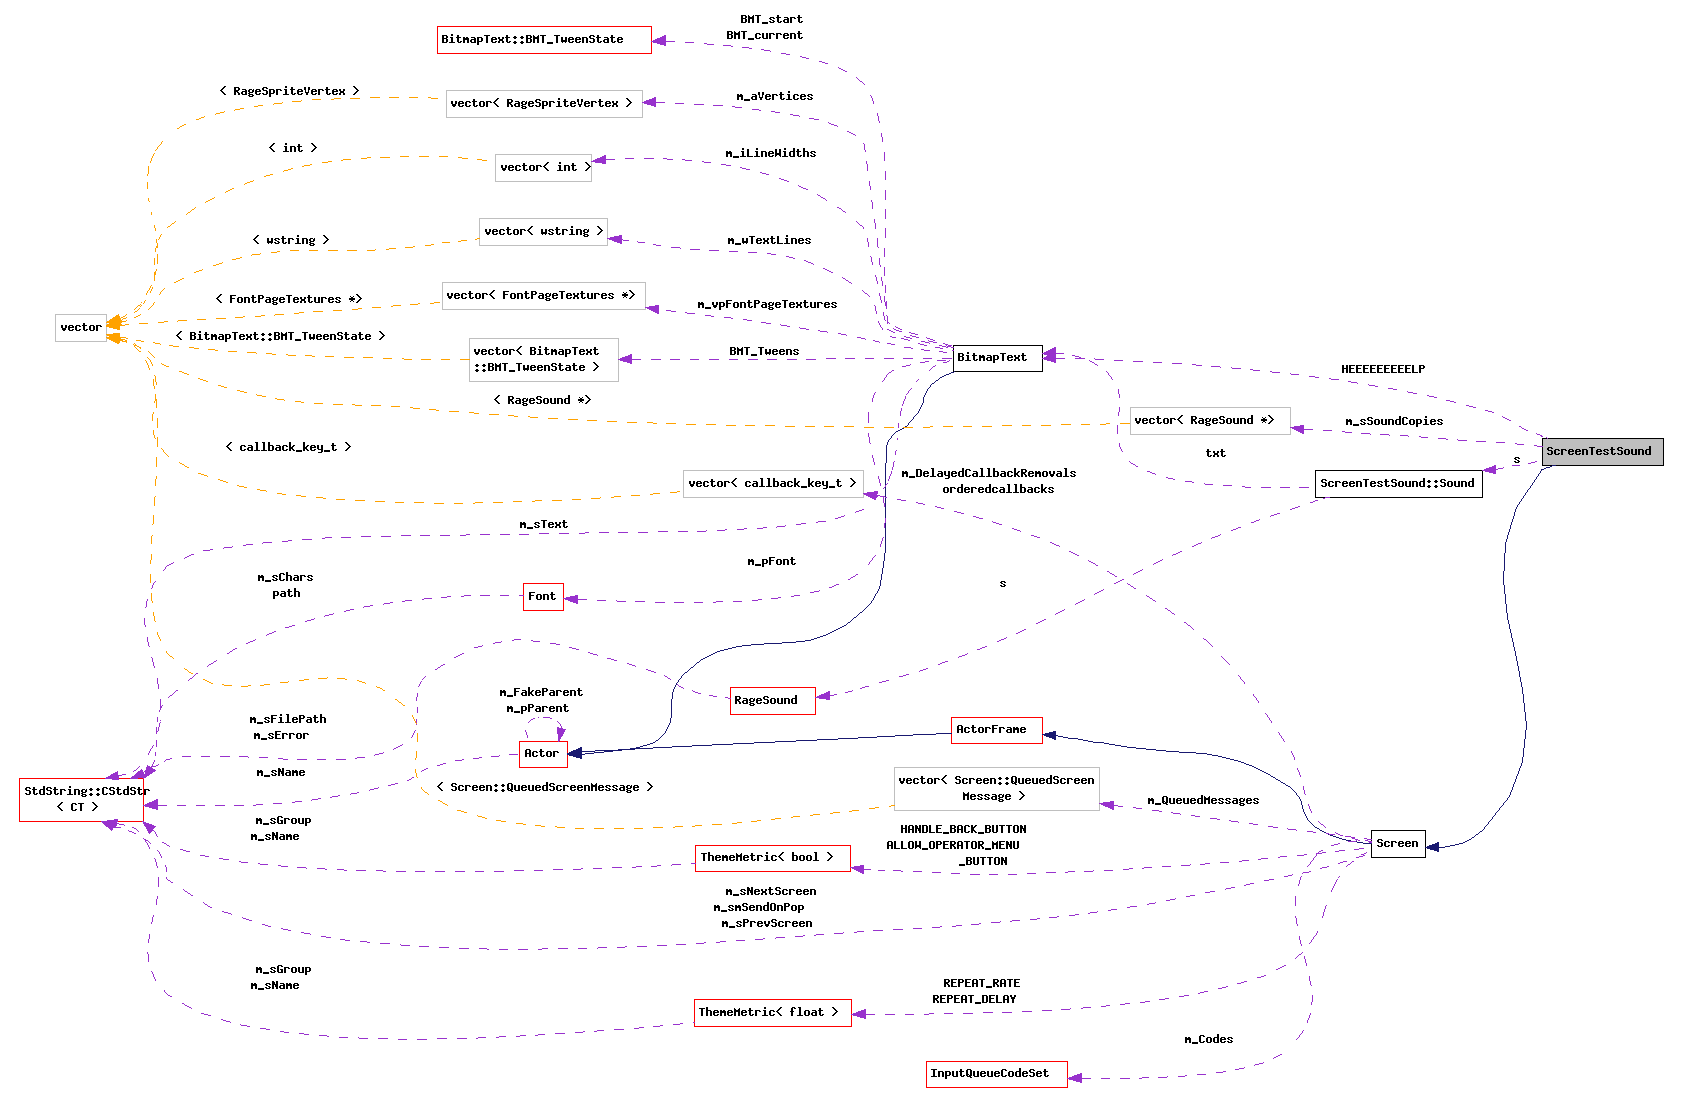 BMT_start
BMT_current
BitmapText::BMT_TweenState
< RageSpriteVertex >
vector< RageSpriteVertex >
m_aVertices
< int >
vector< int >
m_iLineWidths
< wstring >
vector< wstring >
m_wTextLines
< FontPageTextures *>
vector< FontPageTextures *>
m_vpFontPageTextures
vector
< BitmapText::BMT_TweenState >
vector< BitmapText
::BMT_TweenState >
BMT_Tweens
BitmapText
HEEEEEEEEELP
< RageSound *>
vector< RageSound *>
m_sSoundCopies
ScreenTestSound
< callback_key_t >
txt
s
vector< callback_key_t >
m_DelayedCallbackRemovals
orderedcallbacks
ScreenTestSound::Sound
m_sText
m_pFont
m_sChars
path
Font
s
m_FakeParent
m_pParent
RageSound
m_sFilePath
m_sError
ActorFrame
Actor
m_sName
StdString::CStdStr
< CT >
< Screen::QueuedScreenMessage >
vector< Screen::QueuedScreen
Message >
m_QueuedMessages
m_sGroup
m_sName
HANDLE_BACK_BUTTON
ALLOW_OPERATOR_MENU
_BUTTON
Screen
ThemeMetric< bool >
m_sNextScreen
m_smSendOnPop
m_sPrevScreen
m_sGroup
m_sName
REPEAT_RATE
REPEAT_DELAY
ThemeMetric< float >
m_Codes
InputQueueCodeSet